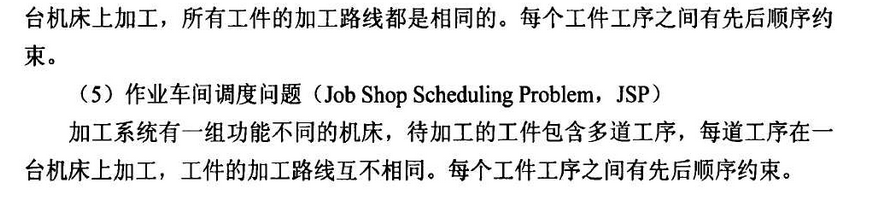 台机床上加工，所有工件的加工路线都是相同的。每个工件工序之间有先后顺序约
束。
（5）作业车间调度问题（Job Shop Scheduling Problem，JSP）
加工系统有一组功能不同的机床，待加工的工件包含多道工序，每道工序在一
台机床上加工，工件的加工路线互不相同。每个工件工序之间有先后顺序约束。